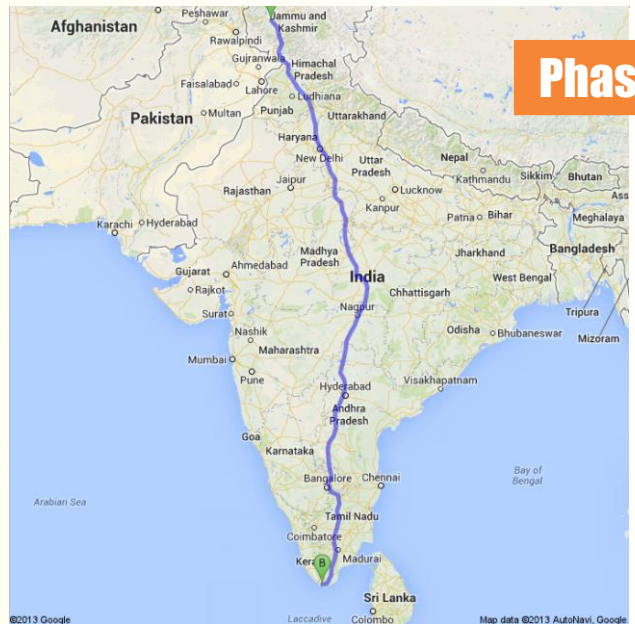 Peshawar
Afghanistan
Rawalpindi
Jammu and
Kashmir
Gujranwala
Himachal
Pradesh
Faisalabad
Lahore
Ludhiana
Phas
Multan
Punjab
Pakistan
Uttarakhand
Haryana
New Delhi
Nepal
Uttar
Pradesh
Kathmandu
Sikkim
Bhutan
Jaipur
Rajasthan
Lucknow
Ass
Kanpur
Patna
Bihar
Meghalaya
Karachi
Hyderabad
Bangladesh
Madhya
Pradesh
Jharkhand
Gujarat
Ahmedabad
India
West Bengal
Rajkot
Chhattisgarh
Nagpur
Tripura
Surat
Odisha
Bhubaneswar
Mizoram
Nashik
Maharashtra
Mumbai
Pune
Hyderabad
Visakhapatnam
Andhra
Pradesh
Goa
Karnataka
Bay of
Bengal
Bangalore
Chennai
Arabian Sea
Tamil Nadu
Coimbatore
Kera
B
Madurai
Sri Lanka
Colombo
Laccadive
©2013 Google
Map data ©2013 AutoNavi, Google